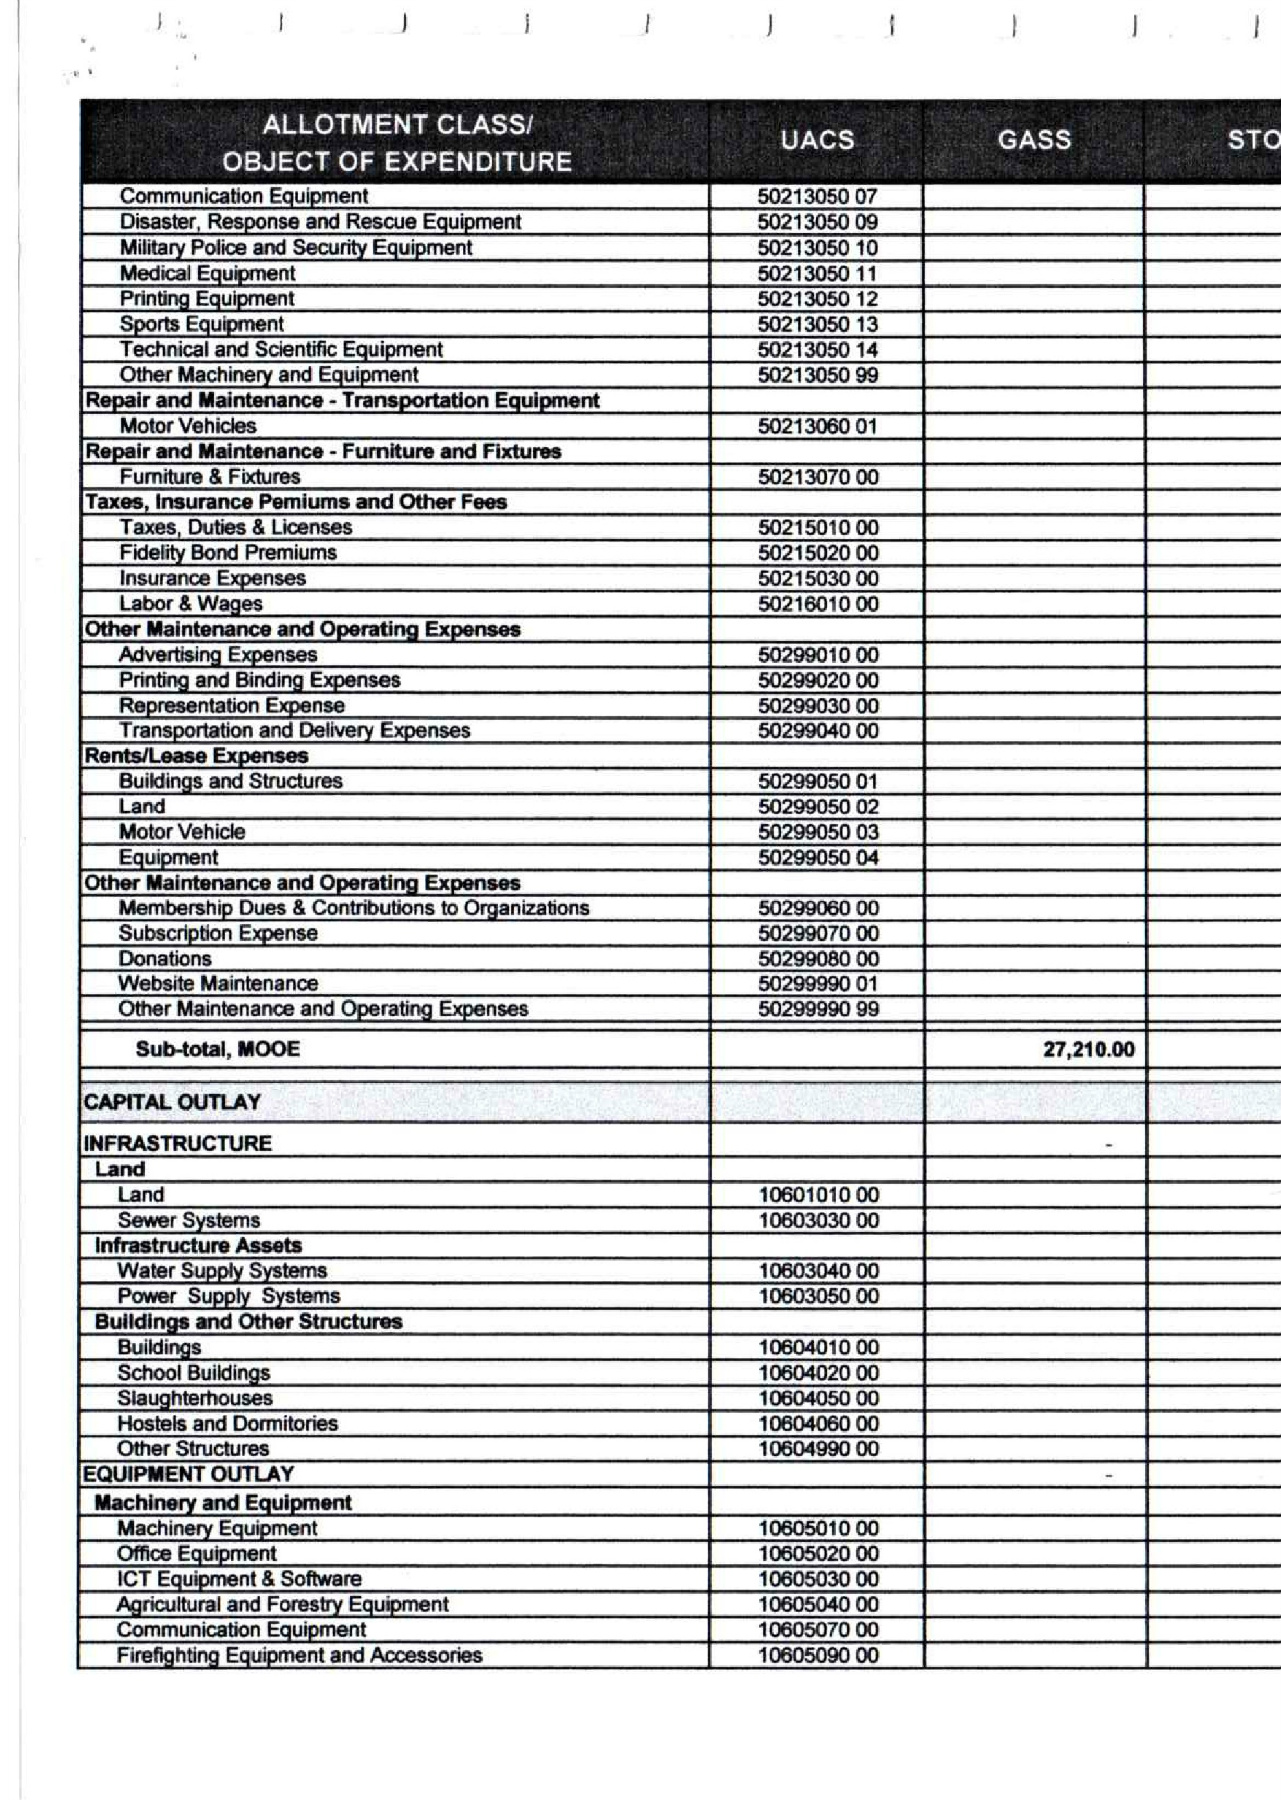 ALLOTMENT CLASS/
OBJECT OF EXPENDITURE UACS GASS STO
Communication Equipment 50213050 07
Disaster, Response and Rescue Equipment 50213050 09
Military Police and Security Equipment 50213050 10
Medical Equipment 50213050 11
Printing Equipment 50213050 12
Sports Equipment 50213050 13
Technical and Scientific Equipment 50213050 14
Other Machinery and Equipment 50213050 99
Repair and Maintenance - Transportation Equipment
Motor Vehicles 50213060 01
Repair and Maintenance - Furniture and Fixtures
Furniture & Fixtures 50213070 00
Taxes, Insurance Pemiums and Other Fees
Taxes, Duties & Licenses 50215010 00
Fidelity Bond Premiums 50215020 00
Insurance Expenses 50215030 00
Labor & Wages 50216010 00
Other Maintenance and Operating Expenses
Advertising Expenses 50299010 00
Printing and Binding Expenses 50299020 00
Representation Expense 50299030 00
Transportation and Delivery Expenses 50299040 00
Rents/Lease Expenses
Buildings and Structures 50299050 01
Land 50299050 02
Motor Vehicle 50299050 03
Equipment 50299050 04
Other Maintenance and Operating Expenses
Membership Dues & Contributions to Organizations 50299060 00
Subscription Expense 50299070 00
Donations 50299080 00
Website Maintenance 50299990 01
Other Maintenance and Operating Expenses 50299990 99
Sub-total, MOOE 27,210.00
CAPITAL OUTLAY
INFRASTRUCTURE -
Land
Land 10601010 00
Sewer Systems 10603030 00
Infrastructure Assets
Water Supply Systems 10603040 00
Power Supply Systems 10603050 00
Buildings and Other Structures
Buildings 10604010 00
School Buildings 10604020 00
Slaughterhouses 10604050 00
Hostels and Dormitories 10604060 00
Other Structures 10604990 00
EQUIPMENT OUTLAY -
Machinery and Equipment
Machinery Equipment 10605010 00
Office Equipment 10605020 00
ICT Equipment & Software 10605030 00
Agricultural and Forestry Equipment 10605040 00
Communication Equipment 10605070 00
Firefighting Equipment and Accessories 10605090 00